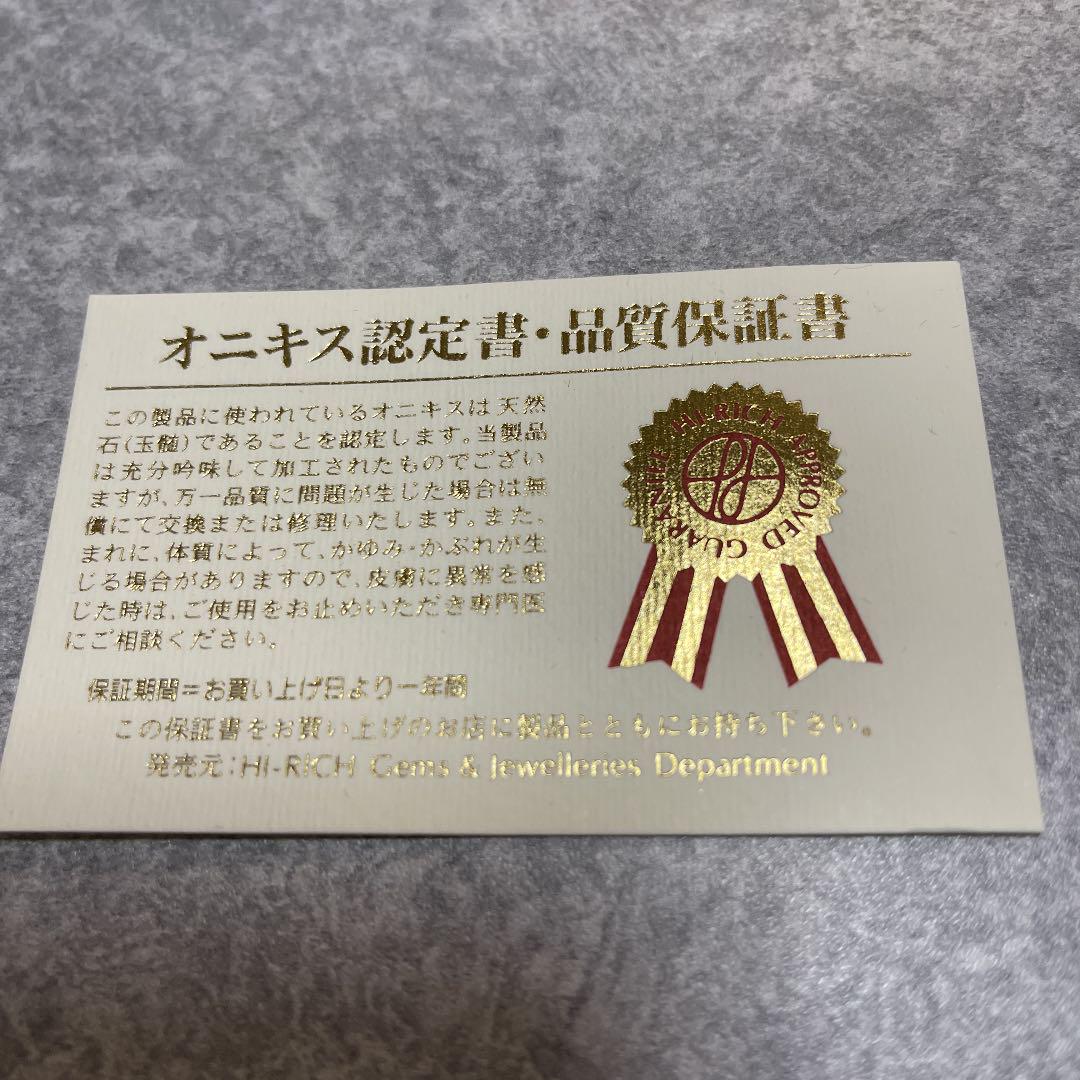 オニキス認定書・品質保証書
この製品に使われているオニキスは天然
石(玉髄)であることを認定します。当製品
は充分吟味して加工されたものでござい
ますが、万一品質に問題が生じた場合は無
償にて交換または修理いたします。また、
まれに、体質によって、かゆみ・かぶれが生
じる場合がありますので、皮膚に異常を感
じた時は、ご使用をお止めいただき専門医
にご相談ください。
保証期間=お買い上げ日より一年間
この保証書をお買い上げのお店に製品とともにお持ち下さい。
発売元:HI-RICH Gems & Jewelleries Department
HI-RICH APPROVED GUARANTEE